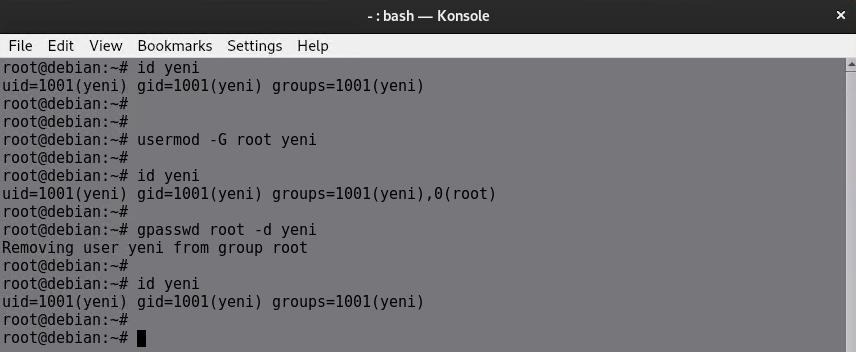 - : bash — Konsole
File Edit View Bookmarks Settings Help
root@debian:~# id yeni
uid=1001(yeni) gid=1001(yeni) groups=1001(yeni)
root@debian:~#
root@debian:~#
root@debian:~# usermod -G root yeni
root@debian:~#
root@debian:~# id yeni
uid=1001(yeni) gid=1001(yeni) groups=1001(yeni),0(root)
root@debian:~#
root@debian:~# gpasswd root -d yeni
Removing user yeni from group root
root@debian:~#
root@debian:~# id yeni
uid=1001(yeni) gid=1001(yeni) groups=1001(yeni)
root@debian:~#
root@debian:~#